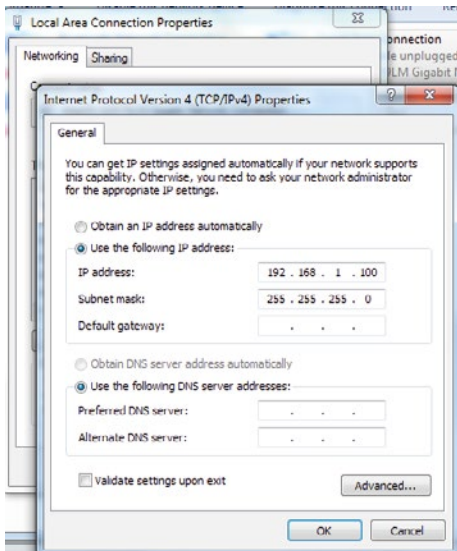 Local Area Connection Properties
onnection
Networking
Sharing
Internet Protocol Version 4 (TCP/IPv4) Properties
General
You can get IP settings assigned automatically if your network supports
this capability. Otherwise, you need to ask your network administrator
for the appropriate IP settings.
Obtain an IP address automatically
Use the following IP address:
IP address: 192 . 168 . 1 . 100
Subnet mask: 255 . 255 . 255 . 0
Default gateway: . . .
Obtain DNS server address automatically
Use the following DNS server addresses:
Preferred DNS server: . . .
Alternate DNS server: . . .
Validate settings upon exit
Advanced...
OK
Cancel